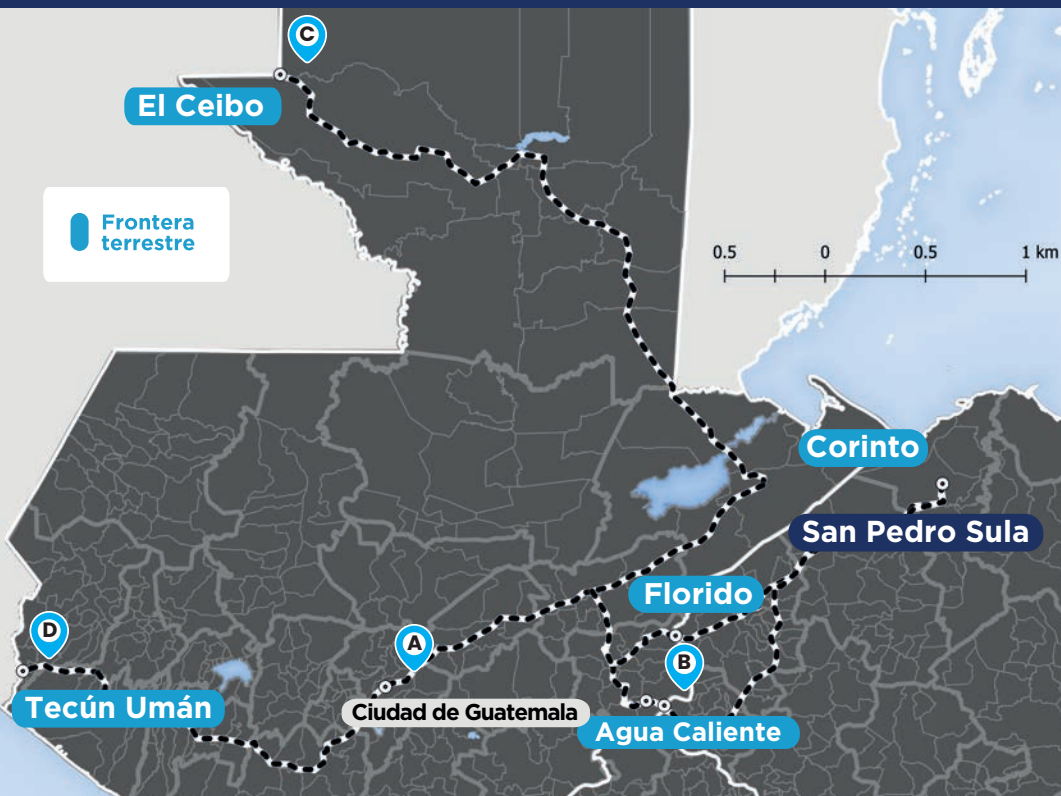 C
El Ceibo
Frontera
terrestre
0.5 0 0.5 1 km
Corinto
San Pedro Sula
Florido
D
A
B
Tecún Umán
Ciudad de Guatemala
Agua Caliente